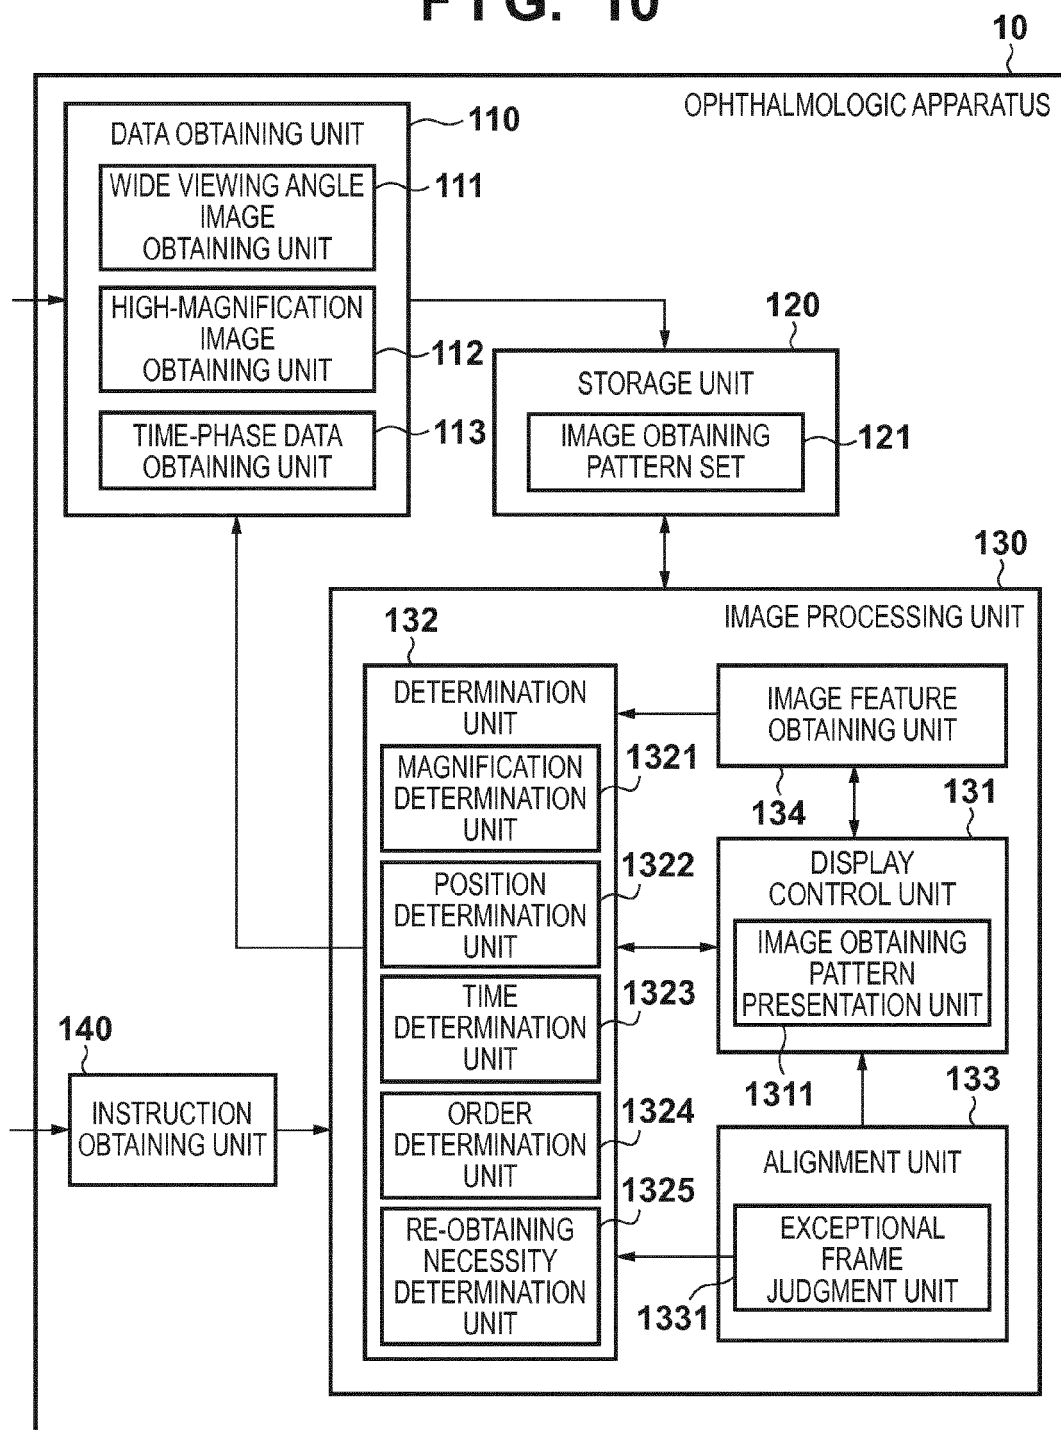 FIG. 10
10
OPHTHALMOLOGIC APPARATUS
DATA OBTAINING UNIT
110
WIDE VIEWING ANGLE
IMAGE
OBTAINING UNIT
111
HIGH-MAGNIFICATION
IMAGE
OBTAINING UNIT
112
TIME-PHASE DATA
OBTAINING UNIT
113
120
STORAGE UNIT
IMAGE OBTAINING
PATTERN SET
121
130
IMAGE PROCESSING UNIT
132
DETERMINATION
UNIT
MAGNIFICATION
DETERMINATION
UNIT
1321
POSITION
DETERMINATION
UNIT
1322
TIME
DETERMINATION
UNIT
1323
ORDER
DETERMINATION
UNIT
1324
RE-OBTAINING
NECESSITY
DETERMINATION
UNIT
1325
IMAGE FEATURE
OBTAINING UNIT
134
131
DISPLAY
CONTROL UNIT
IMAGE OBTAINING
PATTERN
PRESENTATION UNIT
1311
133
ALIGNMENT UNIT
EXCEPTIONAL
FRAME
JUDGMENT UNIT
1331
140
INSTRUCTION
OBTAINING UNIT